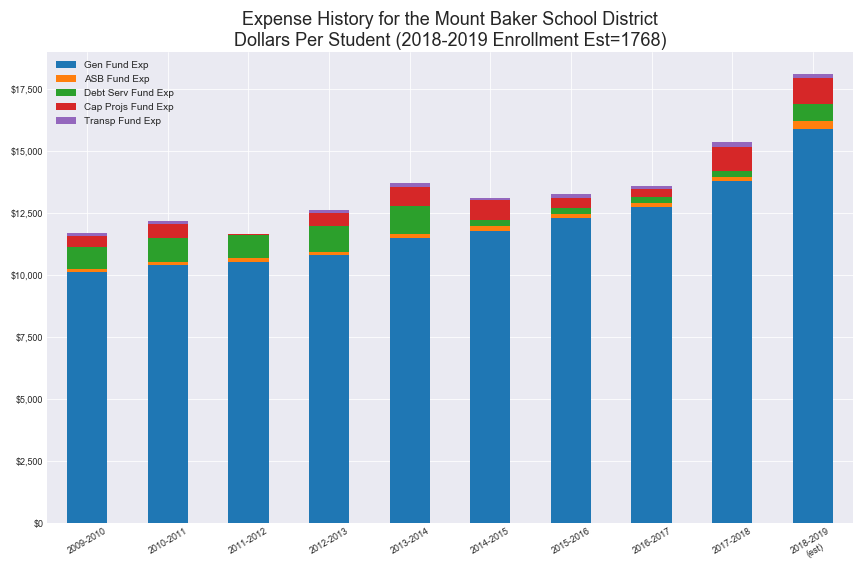 Expense History for the Mount Baker School District
Dollars Per Student (2018-2019 Enrollment Est=1768)
Gen Fund Exp
ASB Fund Exp
Debt Serv Fund Exp
Cap Projs Fund Exp
Transp Fund Exp
$17,500
$15,000
$12,500
$10,000
$7,500
$5,000
$2,500
$0
2009-2010
2010-2011
2011-2012
2012-2013
2013-2014
2014-2015
2015-2016
2016-2017
2017-2018
2018-2019
(est)